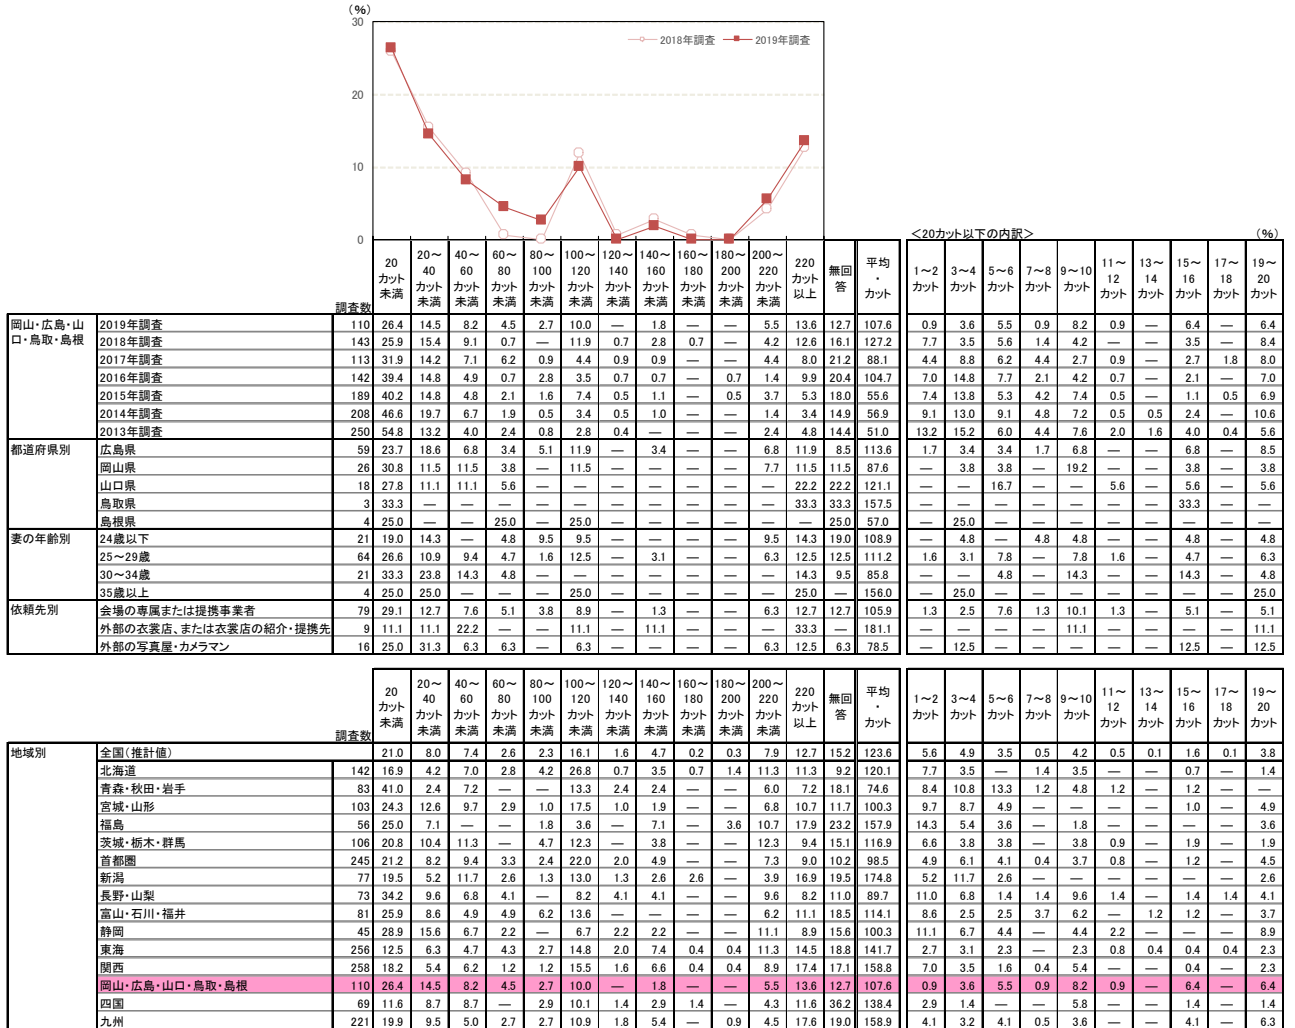 （％）
30
20
10
0
2018年調査 2019年調査
＜20カット以下の内訳＞ （％）
調査数 20カット未満 20～40カット未満 40～60カット未満 60～80カット未満 80～100カット未満 100～120カット未満 120～140カット未満 140～160カット未満 160～180カット未満 180～200カット未満 200～220カット未満 220カット以上 無回答 平均・カット 1～2カット 3～4カット 5～6カット 7～8カット 9～10カット 11～12カット 13～14カット 15～16カット 17～18カット 19～20カット
岡山・広島・山口・鳥取・島根 2019年調査 110 26.4 14.5 8.2 4.5 2.7 10.0 — 1.8 — — 5.5 13.6 12.7 107.6 0.9 3.6 5.5 0.9 8.2 0.9 — 6.4 — 6.4
2018年調査 143 25.9 15.4 9.1 0.7 — 11.9 0.7 2.8 0.7 — 4.2 12.6 16.1 127.2 7.7 3.5 5.6 1.4 4.2 — — 3.5 — 8.4
2017年調査 113 31.9 14.2 7.1 6.2 0.9 4.4 0.9 0.9 — — 4.4 8.0 21.2 88.1 4.4 8.8 6.2 4.4 2.7 0.9 — 2.7 1.8 8.0
2016年調査 142 39.4 14.8 4.9 0.7 2.8 3.5 0.7 0.7 — 0.7 1.4 9.9 20.4 104.7 7.0 14.8 7.7 2.1 4.2 0.7 — 2.1 — 7.0
2015年調査 189 40.2 14.8 4.8 2.1 1.6 7.4 0.5 1.1 — 0.5 3.7 5.3 18.0 55.6 7.4 13.8 5.3 4.2 7.4 0.5 — 1.1 0.5 6.9
2014年調査 208 46.6 19.7 6.7 1.9 0.5 3.4 0.5 1.0 — — 1.4 3.4 14.9 56.9 9.1 13.0 9.1 4.8 7.2 0.5 0.5 2.4 — 10.6
2013年調査 250 54.8 13.2 4.0 2.4 0.8 2.8 0.4 — — — 2.4 4.8 14.4 51.0 13.2 15.2 6.0 4.4 7.6 2.0 1.6 4.0 0.4 5.6
都道府県別 広島県 59 23.7 18.6 6.8 3.4 5.1 11.9 — 3.4 — — 6.8 11.9 8.5 113.6 1.7 3.4 3.4 1.7 6.8 — — 6.8 — 8.5
岡山県 26 30.8 11.5 11.5 3.8 — 11.5 — — — — 7.7 11.5 11.5 87.6 — 3.8 3.8 — 19.2 — — 3.8 — 3.8
山口県 18 27.8 11.1 11.1 5.6 — — — — — — — 22.2 22.2 121.1 — — 16.7 — — 5.6 — 5.6 — 5.6
鳥取県 3 33.3 — — — — — — — — — — 33.3 33.3 157.5 — — — — — — — 33.3 — —
島根県 4 25.0 — — 25.0 — 25.0 — — — — — — 25.0 57.0 — 25.0 — — — — — — — —
妻の年齢別 24歳以下 21 19.0 14.3 — 4.8 9.5 9.5 — — — — 9.5 14.3 19.0 108.9 — 4.8 — 4.8 4.8 — — 4.8 — 4.8
25～29歳 64 26.6 10.9 9.4 4.7 1.6 12.5 — 3.1 — — 6.3 12.5 12.5 111.2 1.6 3.1 7.8 — 7.8 1.6 — 4.7 — 6.3
30～34歳 21 33.3 23.8 14.3 4.8 — — — — — — — 14.3 9.5 85.8 — — 4.8 — 14.3 — — 14.3 — 4.8
35歳以上 4 25.0 25.0 — — — 25.0 — — — — — 25.0 — 156.0 — 25.0 — — — — — — — 25.0
依頼先別 会場の専属または提携事業者 79 29.1 12.7 7.6 5.1 3.8 8.9 — 1.3 — — 6.3 12.7 12.7 105.9 1.3 2.5 7.6 1.3 10.1 1.3 — 5.1 — 5.1
外部の衣裳店、または衣裳店の紹介・提携先 9 11.1 11.1 22.2 — — 11.1 — 11.1 — — — 33.3 — 181.1 — — — — 11.1 — — — — 11.1
外部の写真屋・カメラマン 16 25.0 31.3 6.3 6.3 — 6.3 — — — — 6.3 12.5 6.3 78.5 — 12.5 — — — — — 12.5 — 12.5
調査数 20カット未満 20～40カット未満 40～60カット未満 60～80カット未満 80～100カット未満 100～120カット未満 120～140カット未満 140～160カット未満 160～180カット未満 180～200カット未満 200～220カット未満 220カット以上 無回答 平均・カット 1～2カット 3～4カット 5～6カット 7～8カット 9～10カット 11～12カット 13～14カット 15～16カット 17～18カット 19～20カット
地域別 全国（推計値） 21.0 8.0 7.4 2.6 2.3 16.1 1.6 4.7 0.2 0.3 7.9 12.7 15.2 123.6 5.6 4.9 3.5 0.5 4.2 0.5 0.1 1.6 0.1 3.8
北海道 142 16.9 4.2 7.0 2.8 4.2 26.8 0.7 3.5 0.7 1.4 11.3 11.3 9.2 120.1 7.7 3.5 — 1.4 3.5 — — 0.7 — 1.4
青森・秋田・岩手 83 41.0 2.4 7.2 — — 13.3 2.4 2.4 — — 6.0 7.2 18.1 74.6 8.4 10.8 13.3 1.2 4.8 1.2 — 1.2 — —
宮城・山形 103 24.3 12.6 9.7 2.9 1.0 17.5 1.0 1.9 — — 6.8 10.7 11.7 100.3 9.7 8.7 4.9 — — — — 1.0 — 4.9
福島 56 25.0 7.1 — — 1.8 3.6 — 7.1 — 3.6 10.7 17.9 23.2 157.9 14.3 5.4 3.6 — 1.8 — — — — 3.6
茨城・栃木・群馬 106 20.8 10.4 11.3 — 4.7 12.3 — 3.8 — — 12.3 9.4 15.1 116.9 6.6 3.8 3.8 — 3.8 0.9 — 1.9 — 1.9
首都圏 245 21.2 8.2 9.4 3.3 2.4 22.0 2.0 4.9 — — 7.3 9.0 10.2 98.5 4.9 6.1 4.1 0.4 3.7 0.8 — 1.2 — 4.5
新潟 77 19.5 5.2 11.7 2.6 1.3 13.0 1.3 2.6 2.6 — 3.9 16.9 19.5 174.8 5.2 11.7 2.6 — — — — — — 2.6
長野・山梨 73 34.2 9.6 6.8 4.1 — 8.2 4.1 4.1 — — 9.6 8.2 11.0 89.7 11.0 6.8 1.4 1.4 9.6 1.4 — 1.4 1.4 4.1
富山・石川・福井 81 25.9 8.6 4.9 4.9 6.2 13.6 — — — — 6.2 11.1 18.5 114.1 8.6 2.5 2.5 3.7 6.2 — 1.2 1.2 — 3.7
静岡 45 28.9 15.6 6.7 2.2 — 6.7 2.2 2.2 — — 11.1 8.9 15.6 100.3 11.1 6.7 4.4 — 4.4 2.2 — — — 8.9
東海 256 12.5 6.3 4.7 4.3 2.7 14.8 2.0 7.4 0.4 0.4 11.3 14.5 18.8 141.7 2.7 3.1 2.3 — 2.3 0.8 0.4 0.4 0.4 2.3
関西 258 18.2 5.4 6.2 1.2 1.2 15.5 1.6 6.6 0.4 0.4 8.9 17.4 17.1 158.8 7.0 3.5 1.6 0.4 5.4 — — 0.4 — 2.3
岡山・広島・山口・鳥取・島根 110 26.4 14.5 8.2 4.5 2.7 10.0 — 1.8 — — 5.5 13.6 12.7 107.6 0.9 3.6 5.5 0.9 8.2 0.9 — 6.4 — 6.4
四国 69 11.6 8.7 8.7 — 2.9 10.1 1.4 2.9 1.4 — 4.3 11.6 36.2 138.4 2.9 1.4 — — 5.8 — — 1.4 — 1.4
九州 221 19.9 9.5 5.0 2.7 2.7 10.9 1.8 5.4 — 0.9 4.5 17.6 19.0 158.9 4.1 3.2 4.1 0.5 3.6 — — 4.1 — 6.3